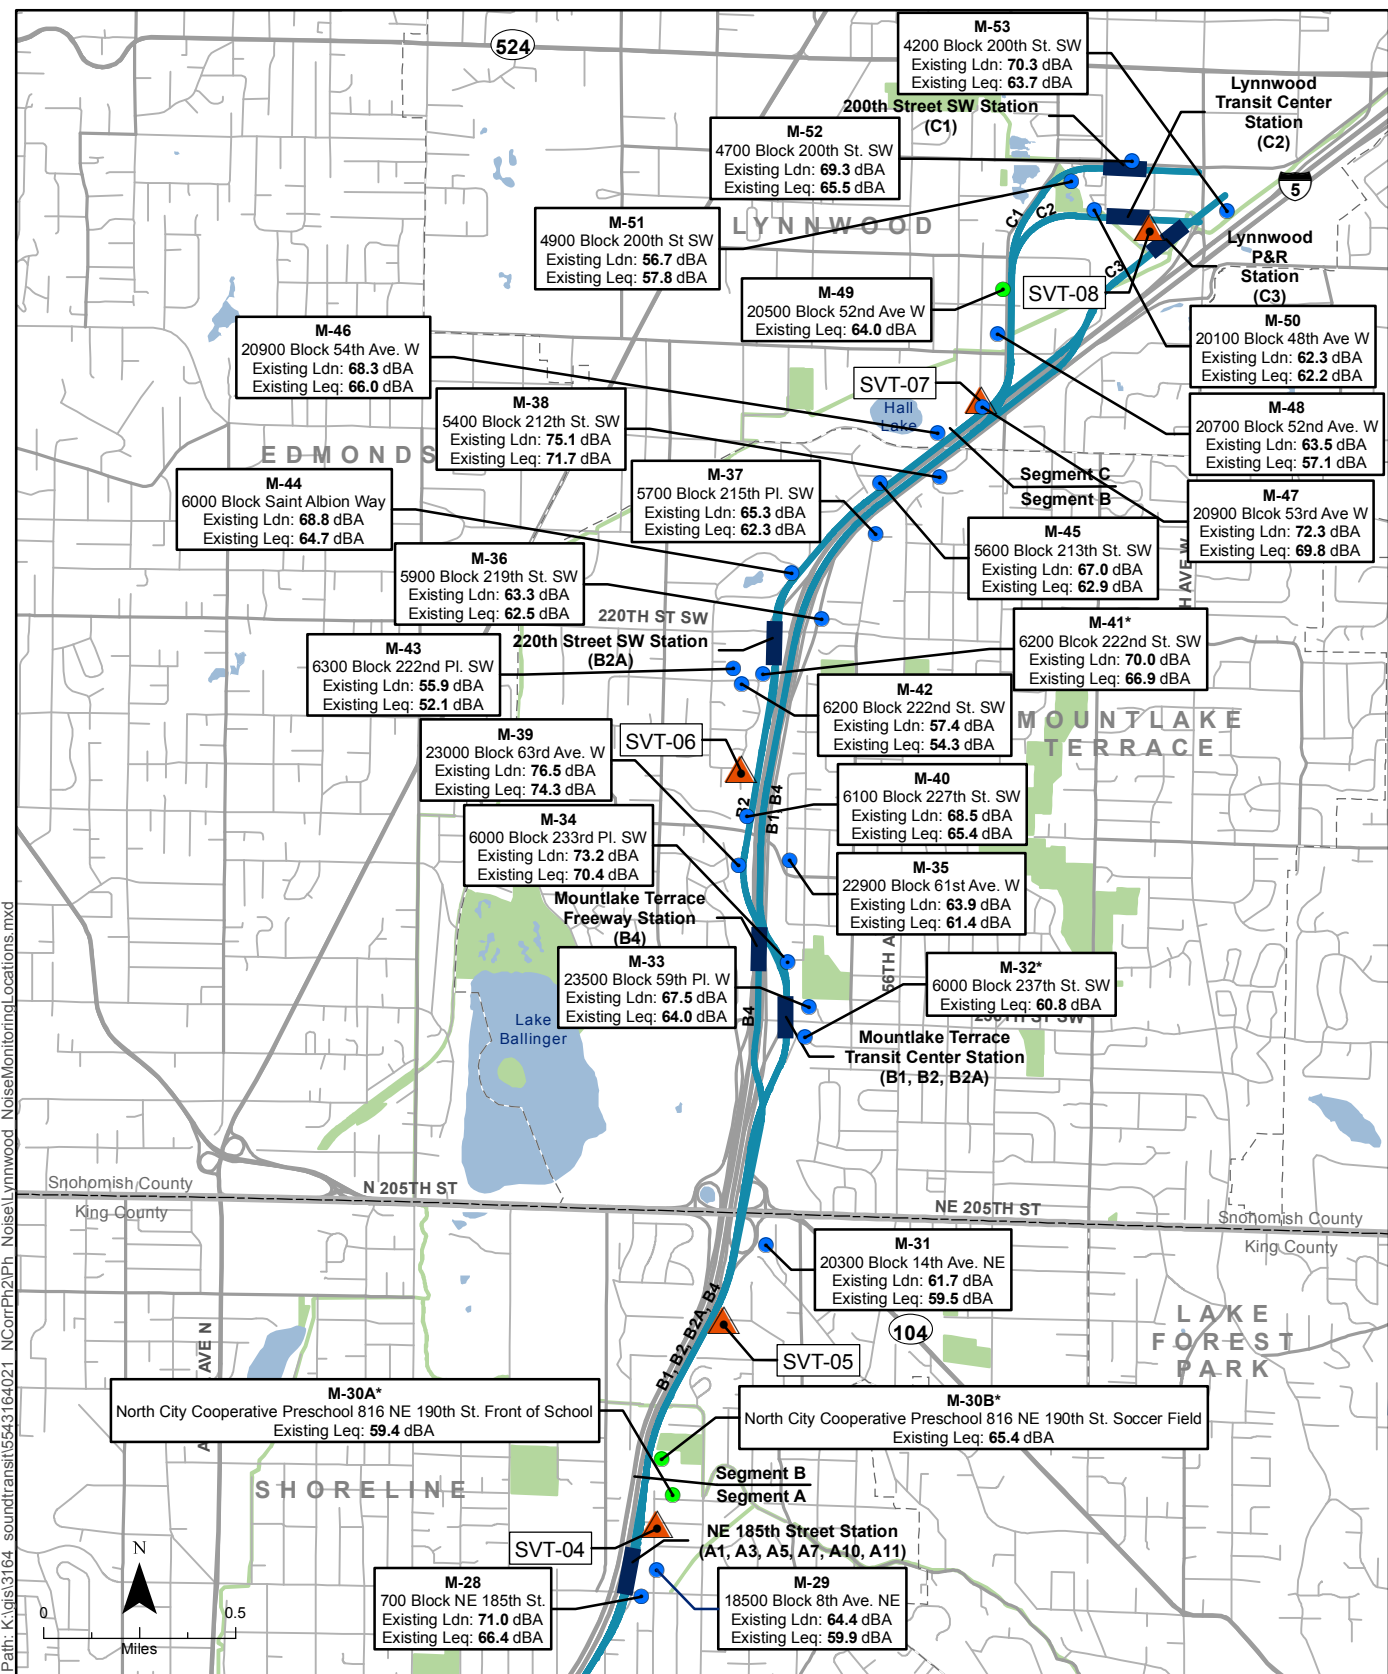 M-53
4200 Block 200th St. SW
Existing Ldn: 70.3 dBA
Existing Leq: 63.7 dBA
524
Lynnwood
Transit Center
Station
(C2)
200th Street SW Station
(C1)
M-52
4700 Block 200th St. SW
Existing Ldn: 69.3 dBA
Existing Leq: 65.5 dBA
5
M-51
4900 Block 200th St SW
Existing Ldn: 56.7 dBA
Existing Leq: 57.8 dBA
LYNNWOOD
C1
C2
C3
Lynnwood
P&R
Station
(C3)
SVT-08
M-49
20500 Block 52nd Ave W
Existing Leq: 64.0 dBA
M-50
20100 Block 48th Ave W
Existing Ldn: 62.3 dBA
Existing Leq: 62.2 dBA
M-46
20900 Block 54th Ave. W
Existing Ldn: 68.3 dBA
Existing Leq: 66.0 dBA
SVT-07
Hall
Lake
M-38
5400 Block 212th St. SW
Existing Ldn: 75.1 dBA
Existing Leq: 71.7 dBA
M-48
20700 Block 52nd Ave. W
Existing Ldn: 63.5 dBA
Existing Leq: 57.1 dBA
EDMONDS
M-44
6000 Block Saint Albion Way
Existing Ldn: 68.8 dBA
Existing Leq: 64.7 dBA
M-37
5700 Block 215th Pl. SW
Existing Ldn: 65.3 dBA
Existing Leq: 62.3 dBA
Segment C
Segment B
M-47
20900 Blcok 53rd Ave W
Existing Ldn: 72.3 dBA
Existing Leq: 69.8 dBA
M-45
5600 Block 213th St. SW
Existing Ldn: 67.0 dBA
Existing Leq: 62.9 dBA
H AVE W
M-36
5900 Block 219th St. SW
Existing Ldn: 63.3 dBA
Existing Leq: 62.5 dBA
220TH ST SW
220th Street SW Station
(B2A)
M-41*
6200 Blcok 222nd St. SW
Existing Ldn: 70.0 dBA
Existing Leq: 66.9 dBA
M-43
6300 Block 222nd Pl. SW
Existing Ldn: 55.9 dBA
Existing Leq: 52.1 dBA
M-42
6200 Block 222nd St. SW
Existing Ldn: 57.4 dBA
Existing Leq: 54.3 dBA
MOUNTLAKE
TERRACE
M-39
23000 Block 63rd Ave. W
Existing Ldn: 76.5 dBA
Existing Leq: 74.3 dBA
SVT-06
B2
B1, B4
M-40
6100 Block 227th St. SW
Existing Ldn: 68.5 dBA
Existing Leq: 65.4 dBA
M-34
6000 Block 233rd Pl. SW
Existing Ldn: 73.2 dBA
Existing Leq: 70.4 dBA
M-35
22900 Block 61st Ave. W
Existing Ldn: 63.9 dBA
Existing Leq: 61.4 dBA
Mountlake Terrace
Freeway Station
(B4)
56TH A
M-33
23500 Block 59th Pl. W
Existing Ldn: 67.5 dBA
Existing Leq: 64.0 dBA
M-32*
6000 Block 237th St. SW
Existing Leq: 60.8 dBA
B4
Lake
Ballinger
Mountlake Terrace
Transit Center Station
(B1, B2, B2A)
Snohomish County
King County
N 205TH ST
NE 205TH ST
Snohomish County
King County
M-31
20300 Block 14th Ave. NE
Existing Ldn: 61.7 dBA
Existing Leq: 59.5 dBA
B1, B2, B2A, B4
104
LAKE
FOREST
PARK
AVE N
SVT-05
M-30A*
North City Cooperative Preschool 816 NE 190th St. Front of School
Existing Leq: 59.4 dBA
M-30B*
North City Cooperative Preschool 816 NE 190th St. Soccer Field
Existing Leq: 65.4 dBA
SHORELINE
Segment B
Segment A
SVT-04
NE 185th Street Station
(A1, A3, A5, A7, A10, A11)
N
0
0.5
Miles
M-28
700 Block NE 185th St.
Existing Ldn: 71.0 dBA
Existing Leq: 66.4 dBA
M-29
18500 Block 8th Ave. NE
Existing Ldn: 64.4 dBA
Existing Leq: 59.9 dBA
Path: K:\gis\3164_soundtransit\5543164021_NCorrPh2\Ph_Noise\Lynnwood_NoiseMonitoringLocations.mxd